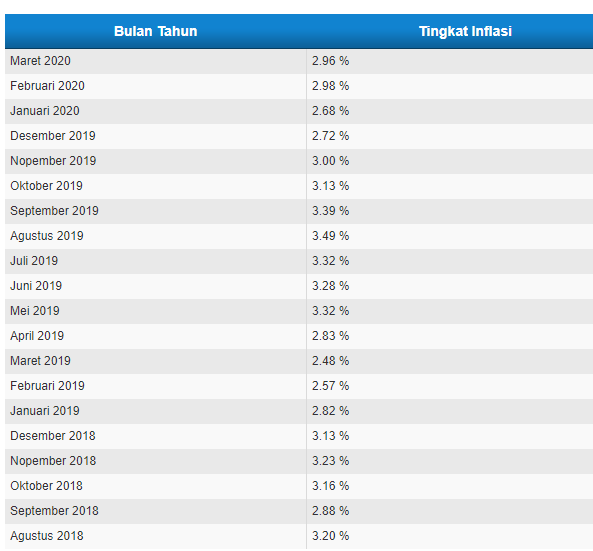 Bulan Tahun Tingkat Inflasi
Maret 2020 2.96 %
Februari 2020 2.98 %
Januari 2020 2.68 %
Desember 2019 2.72 %
Nopember 2019 3.00 %
Oktober 2019 3.13 %
September 2019 3.39 %
Agustus 2019 3.49 %
Juli 2019 3.32 %
Juni 2019 3.28 %
Mei 2019 3.32 %
April 2019 2.83 %
Maret 2019 2.48 %
Februari 2019 2.57 %
Januari 2019 2.82 %
Desember 2018 3.13 %
Nopember 2018 3.23 %
Oktober 2018 3.16 %
September 2018 2.88 %
Agustus 2018 3.20 %